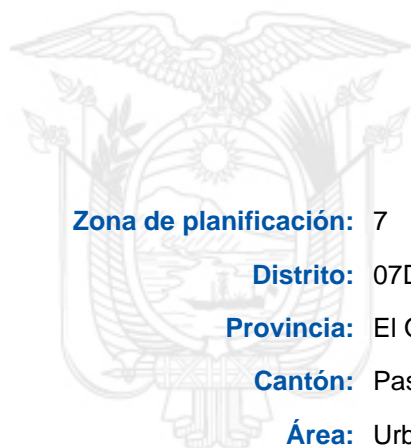 Zona de planificación: 7
Distrito: 07D
Provincia: El
Cantón: Pas
Área: Urb